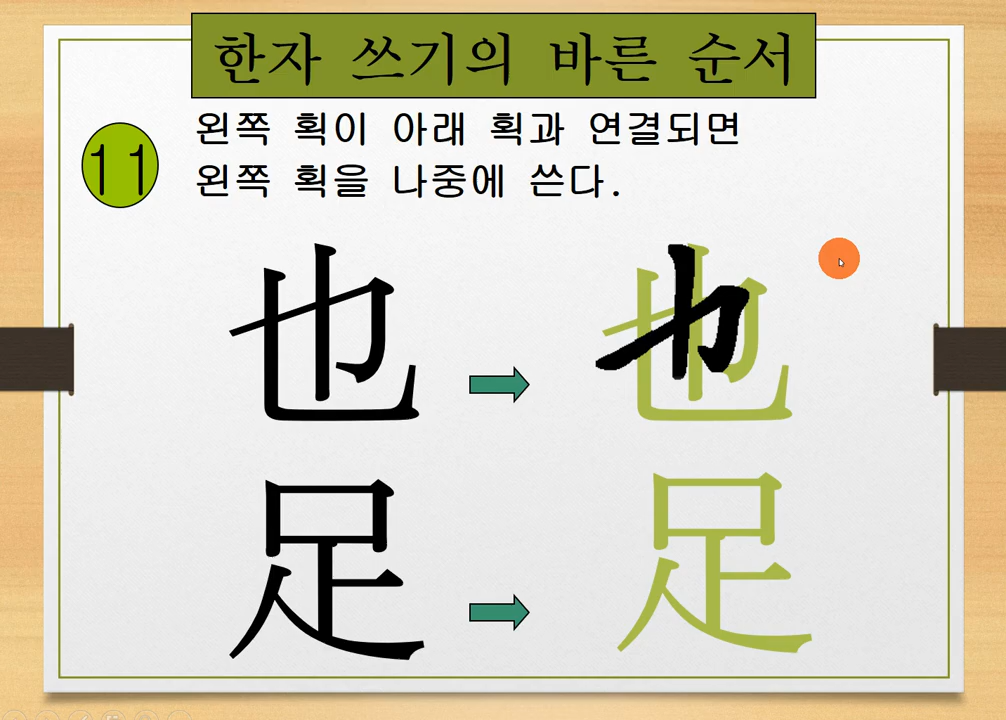 한자 쓰기의 바른 순서
11
왼쪽 획이 아래 획과 연결되면
왼쪽 획을 나중에 쓴다.
也 也
足 足